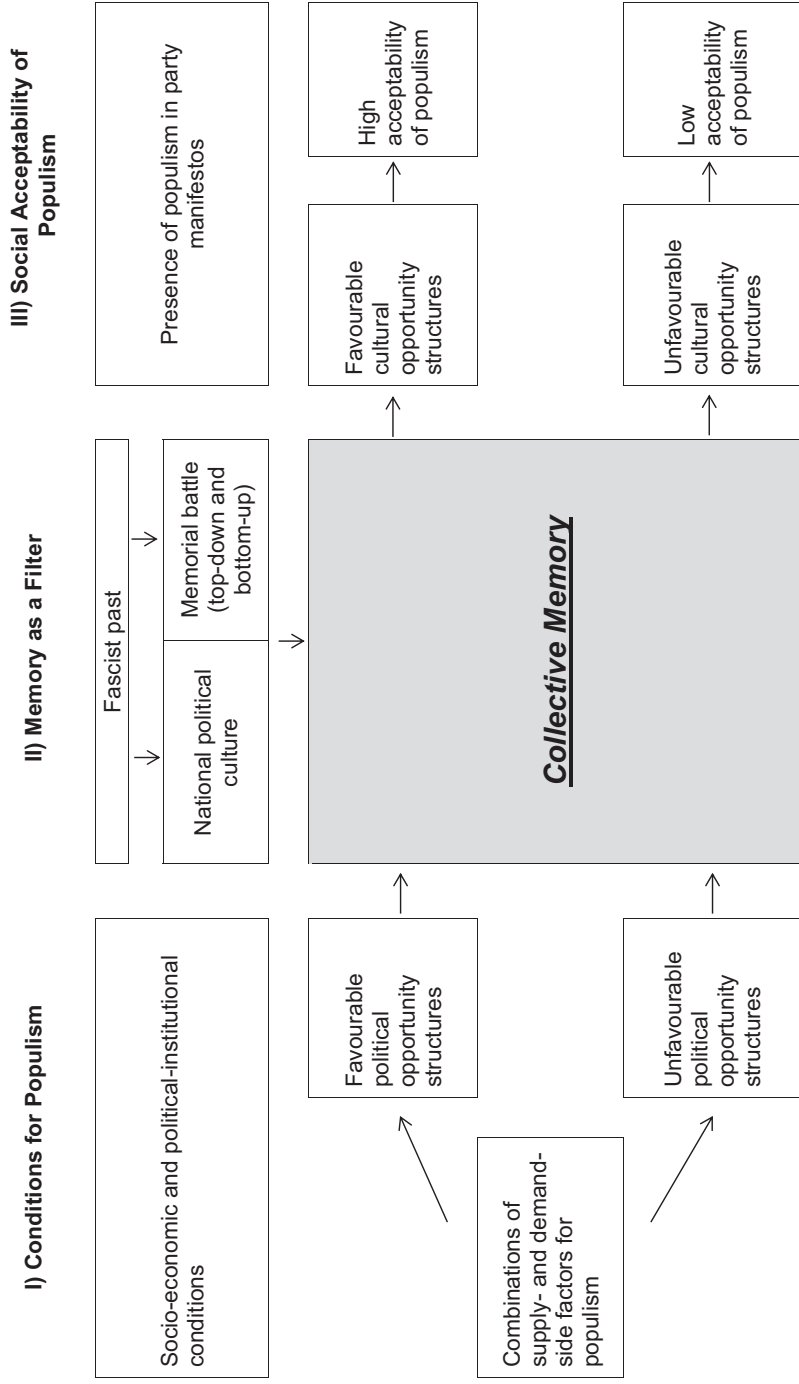 I) Conditions for Populism
Socio-economic and political-institutional
conditions
Combinations of
supply- and demand-
side factors for
populism
Favourable
political
opportunity
structures
Unfavourable
political
opportunity
structures
II) Memory as a Filter
Fascist past
National political
culture
Memorial battle
(top-down and
bottom-up)
Collective Memory
III) Social Acceptability of
Populism
Presence of populism in party
manifestos
Favourable
cultural
opportunity
structures
High
acceptability
of populism
Unfavourable
cultural
opportunity
structures
Low
acceptability
of populism